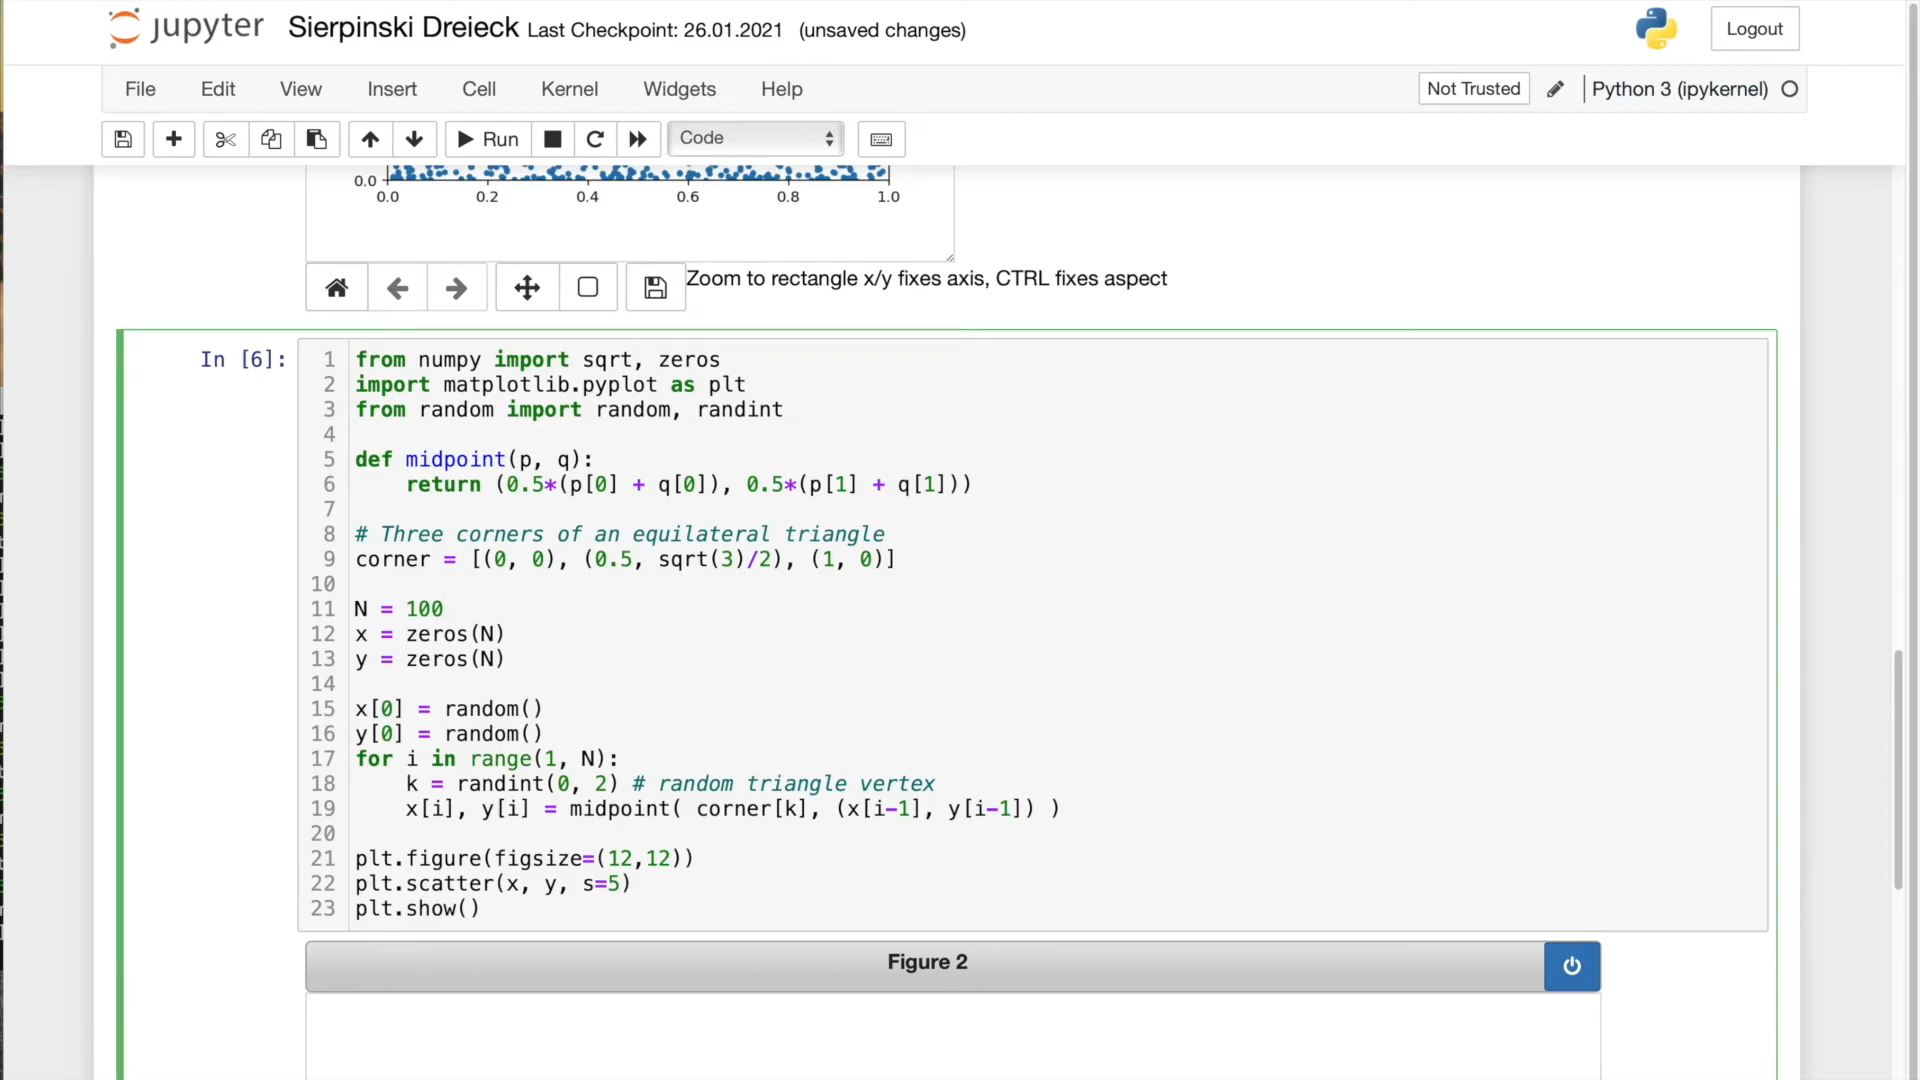 jupyter Sierpinski Dreieck Last Checkpoint: 26.01.2021 (unsaved changes) Logout
File Edit View Insert Cell Kernel Widgets Help Not Trusted Python 3 (ipykernel)
Run Code
0.0
0.0 0.2 0.4 0.6 0.8 1.0
Zoom to rectangle x/y fixes axis, CTRL fixes aspect
In [6]:
1 from numpy import sqrt, zeros
2 import matplotlib.pyplot as plt
3 from random import random, randint
4
5 def midpoint(p, q):
6     return (0.5*(p[0] + q[0]), 0.5*(p[1] + q[1]))
7
8 # Three corners of an equilateral triangle
9 corner = [(0, 0), (0.5, sqrt(3)/2), (1, 0)]
10
11 N = 100
12 x = zeros(N)
13 y = zeros(N)
14
15 x[0] = random()
16 y[0] = random()
17 for i in range(1, N):
18     k = randint(0, 2) # random triangle vertex
19     x[i], y[i] = midpoint( corner[k], (x[i-1], y[i-1]) )
20
21 plt.figure(figsize=(12,12))
22 plt.scatter(x, y, s=5)
23 plt.show()
Figure 2